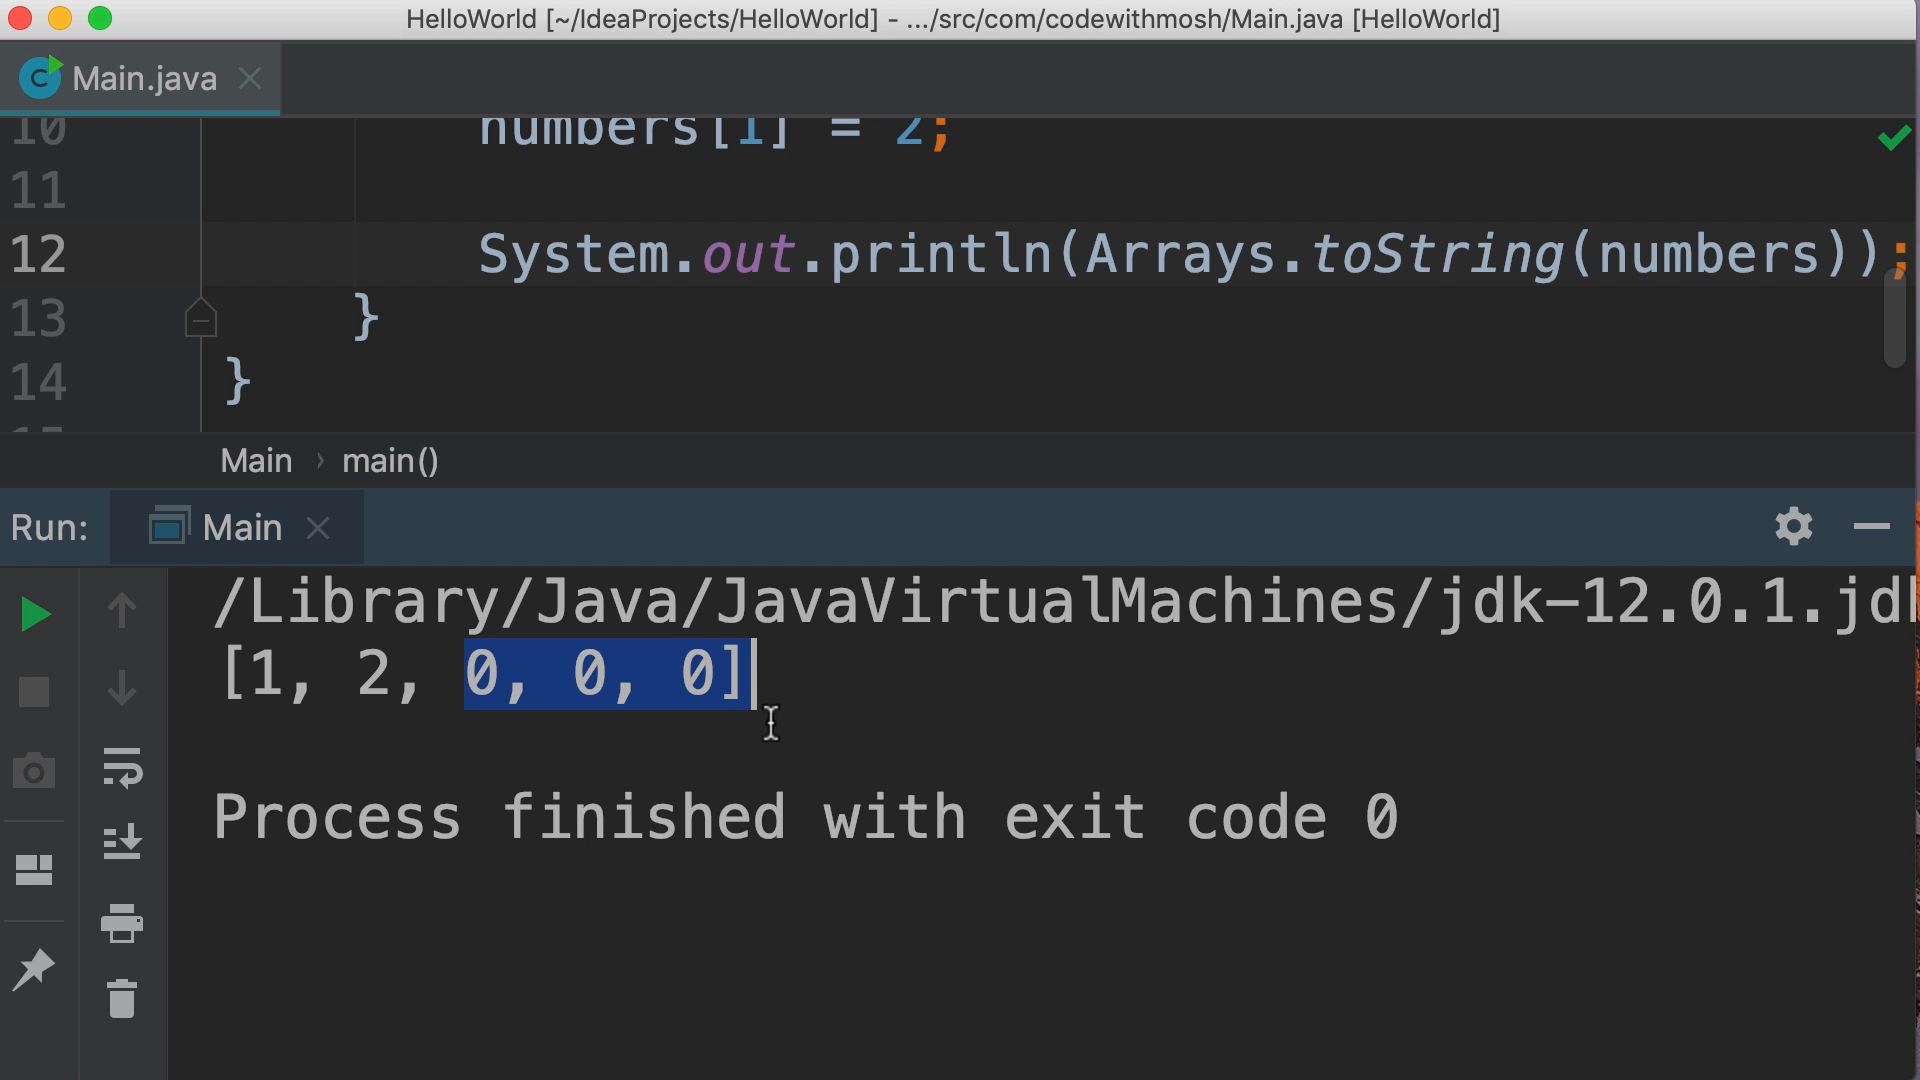 HelloWorld [~/IdeaProjects/HelloWorld] - .../src/com/codewithmosh/Main.java [HelloWorld]
Main.java
10 numbers[1] = 2;
11
12 System.out.println(Arrays.toString(numbers));
13 }
14 }
Main › main()
Run: Main
/Library/Java/JavaVirtualMachines/jdk-12.0.1.jd
[1, 2, 0, 0, 0]
Process finished with exit code 0